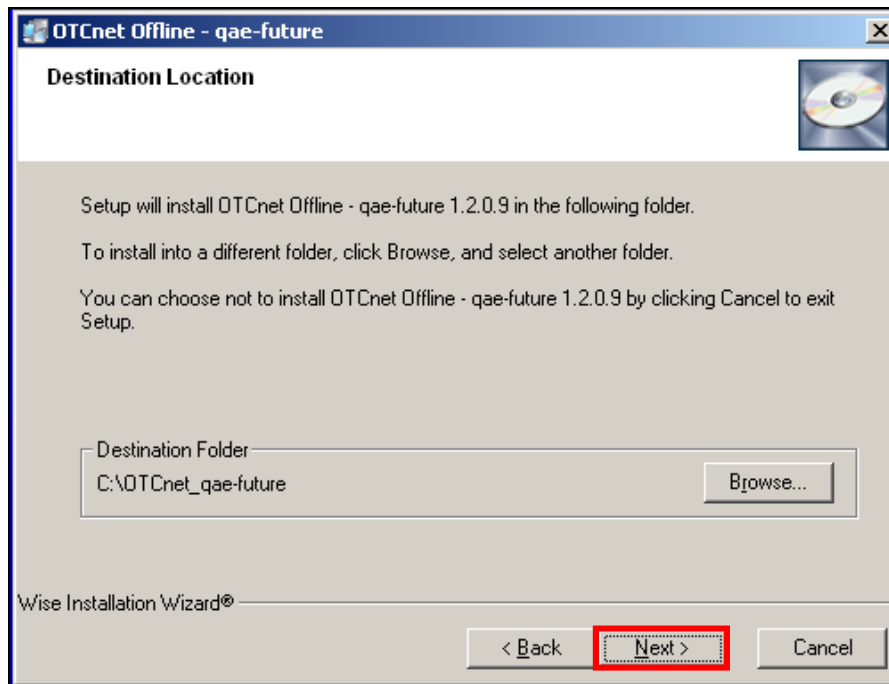 OTCnet Offline - qae-future
Destination Location
Setup will install OTCnet Offline - qae-future 1.2.0.9 in the following folder.
To install into a different folder, click Browse, and select another folder.
You can choose not to install OTCnet Offline - qae-future 1.2.0.9 by clicking Cancel to exit
Setup.
Destination Folder
C:\OTCnet_qae-future
Browse...
Wise Installation Wizard®
< Back
Next >
Cancel